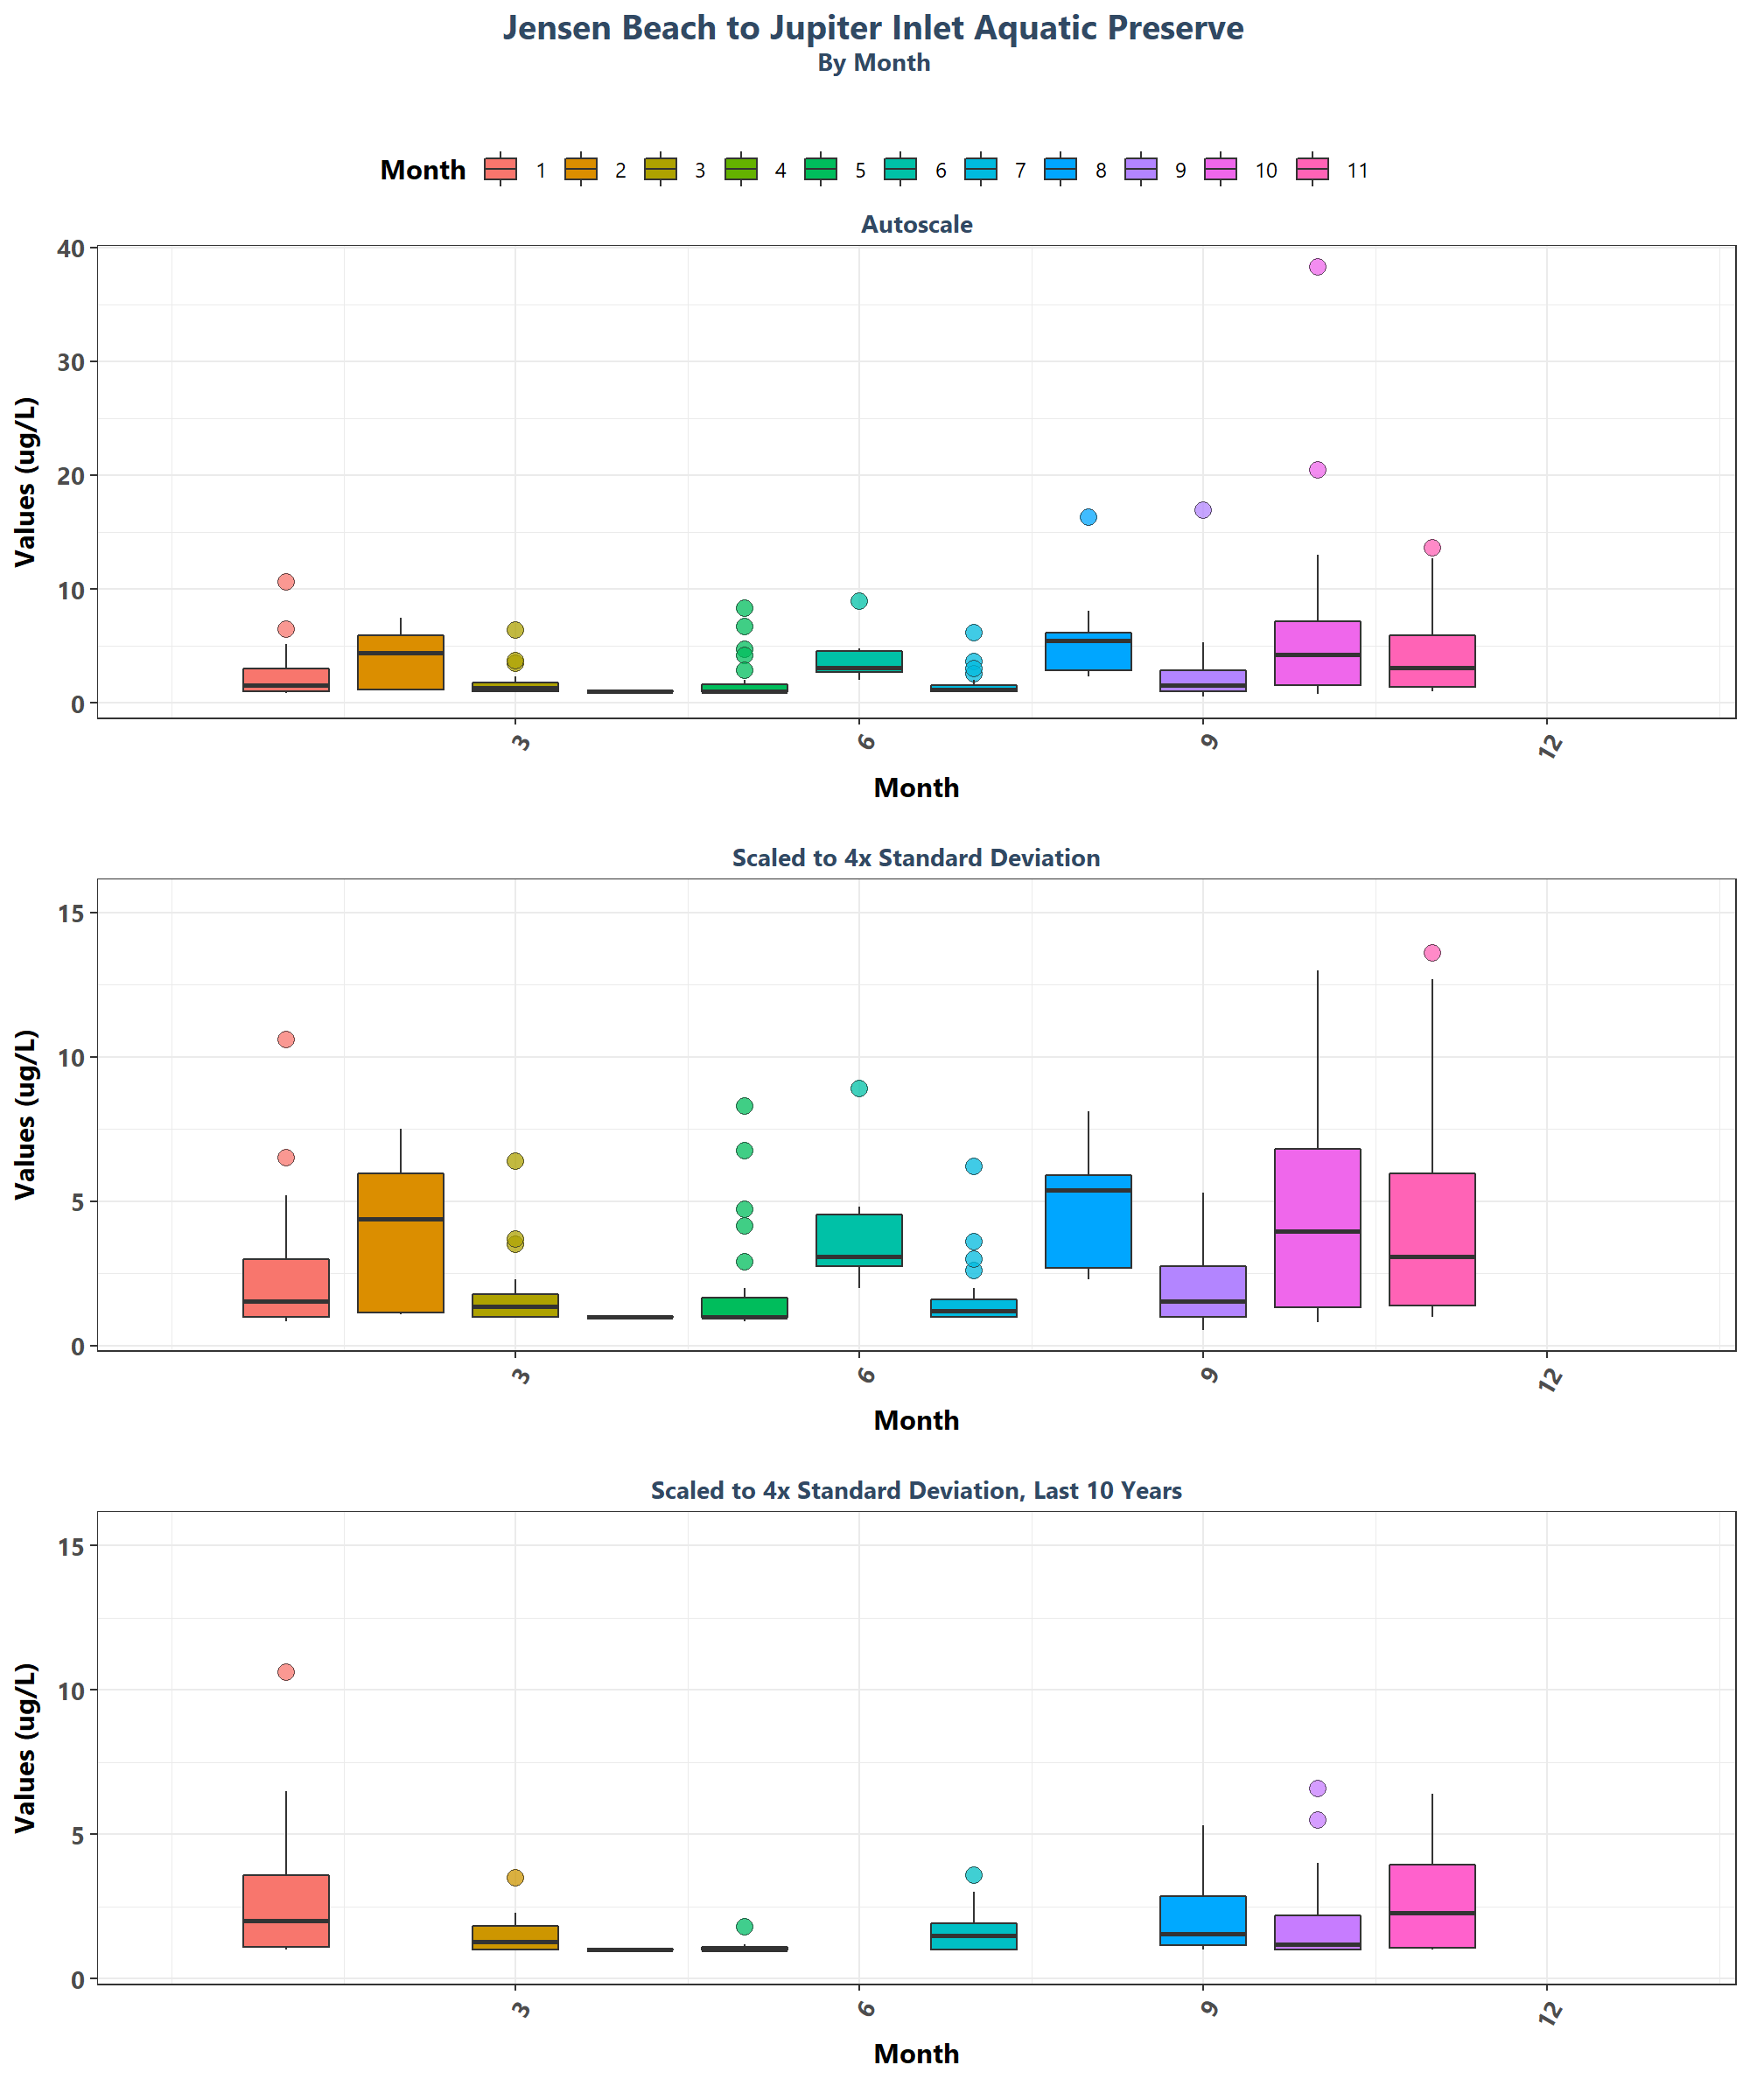 Jensen Beach to Jupiter Inlet Aquatic Preserve
By Month
Month 1 2 3 4 5 6 7 8 9 10 11
Autoscale
40
30
20
10
0
Values (ug/L)
3 6 9 12
Month
Scaled to 4x Standard Deviation
15
10
5
0
Values (ug/L)
3 6 9 12
Month
Scaled to 4x Standard Deviation, Last 10 Years
15
10
5
0
Values (ug/L)
3 6 9 12
Month